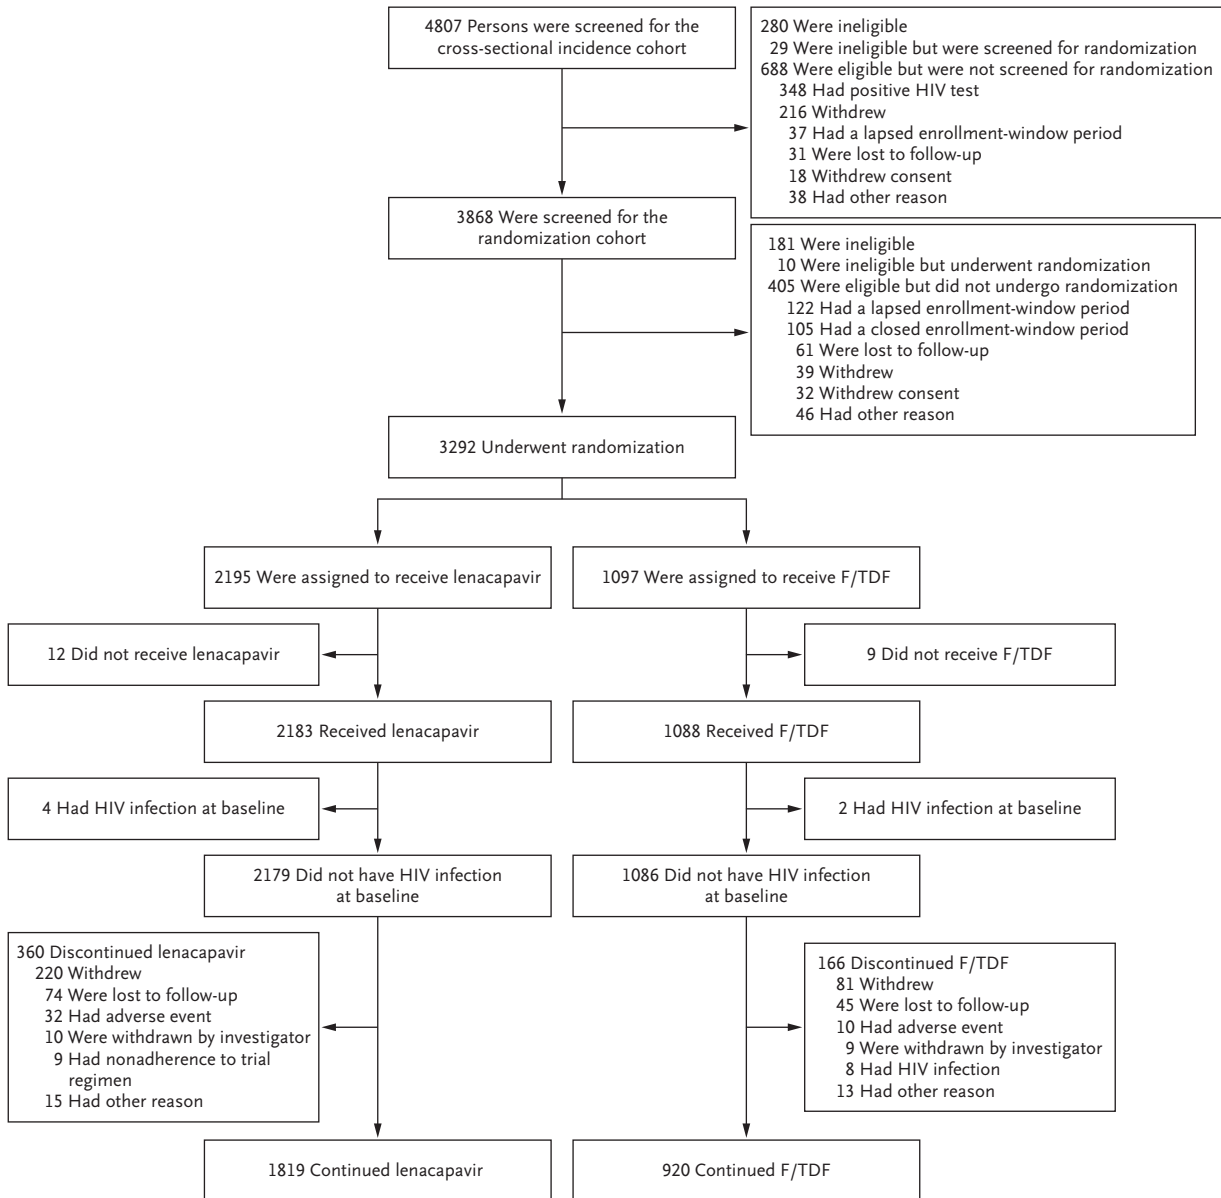 4807 Persons were screened for the
cross-sectional incidence cohort
280 Were ineligible
29 Were ineligible but were screened for randomization
688 Were eligible but were not screened for randomization
348 Had positive HIV test
216 Withdrew
37 Had a lapsed enrollment-window period
31 Were lost to follow-up
18 Withdrew consent
38 Had other reason
3868 Were screened for the
randomization cohort
181 Were ineligible
10 Were ineligible but underwent randomization
405 Were eligible but did not undergo randomization
122 Had a lapsed enrollment-window period
105 Had a closed enrollment-window period
61 Were lost to follow-up
39 Withdrew
32 Withdrew consent
46 Had other reason
3292 Underwent randomization
2195 Were assigned to receive lenacapavir
1097 Were assigned to receive F/TDF
12 Did not receive lenacapavir
9 Did not receive F/TDF
2183 Received lenacapavir
1088 Received F/TDF
4 Had HIV infection at baseline
2 Had HIV infection at baseline
2179 Did not have HIV infection
at baseline
1086 Did not have HIV infection
at baseline
360 Discontinued lenacapavir
220 Withdrew
74 Were lost to follow-up
32 Had adverse event
10 Were withdrawn by investigator
9 Had nonadherence to trial
regimen
15 Had other reason
166 Discontinued F/TDF
81 Withdrew
45 Were lost to follow-up
10 Had adverse event
9 Were withdrawn by investigator
8 Had HIV infection
13 Had other reason
1819 Continued lenacapavir
920 Continued F/TDF